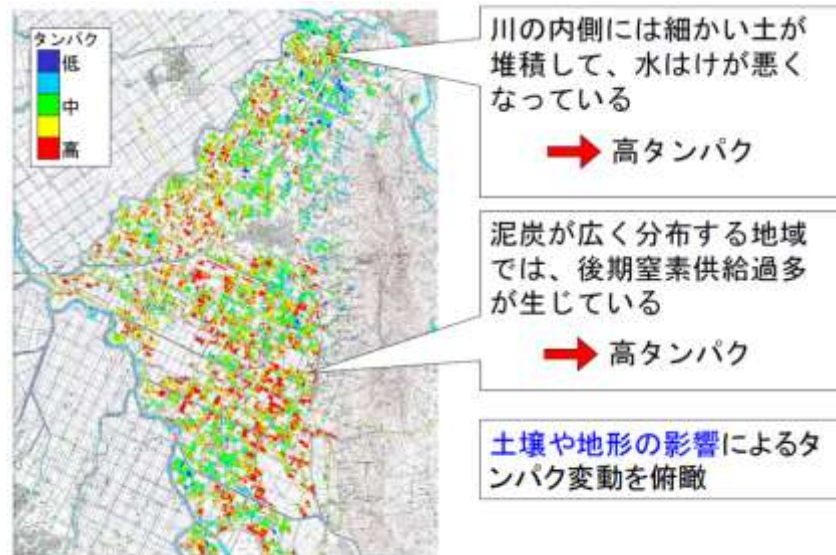 タンパク
低
中
高
川の内側には細かい土が
堆積して、水はけが悪く
なっている
高タンパク
泥炭が広く分布する地域
では、後期窒素供給過多
が生じている
高タンパク
土壌や地形の影響によるタ
ンパク変動を俯瞰